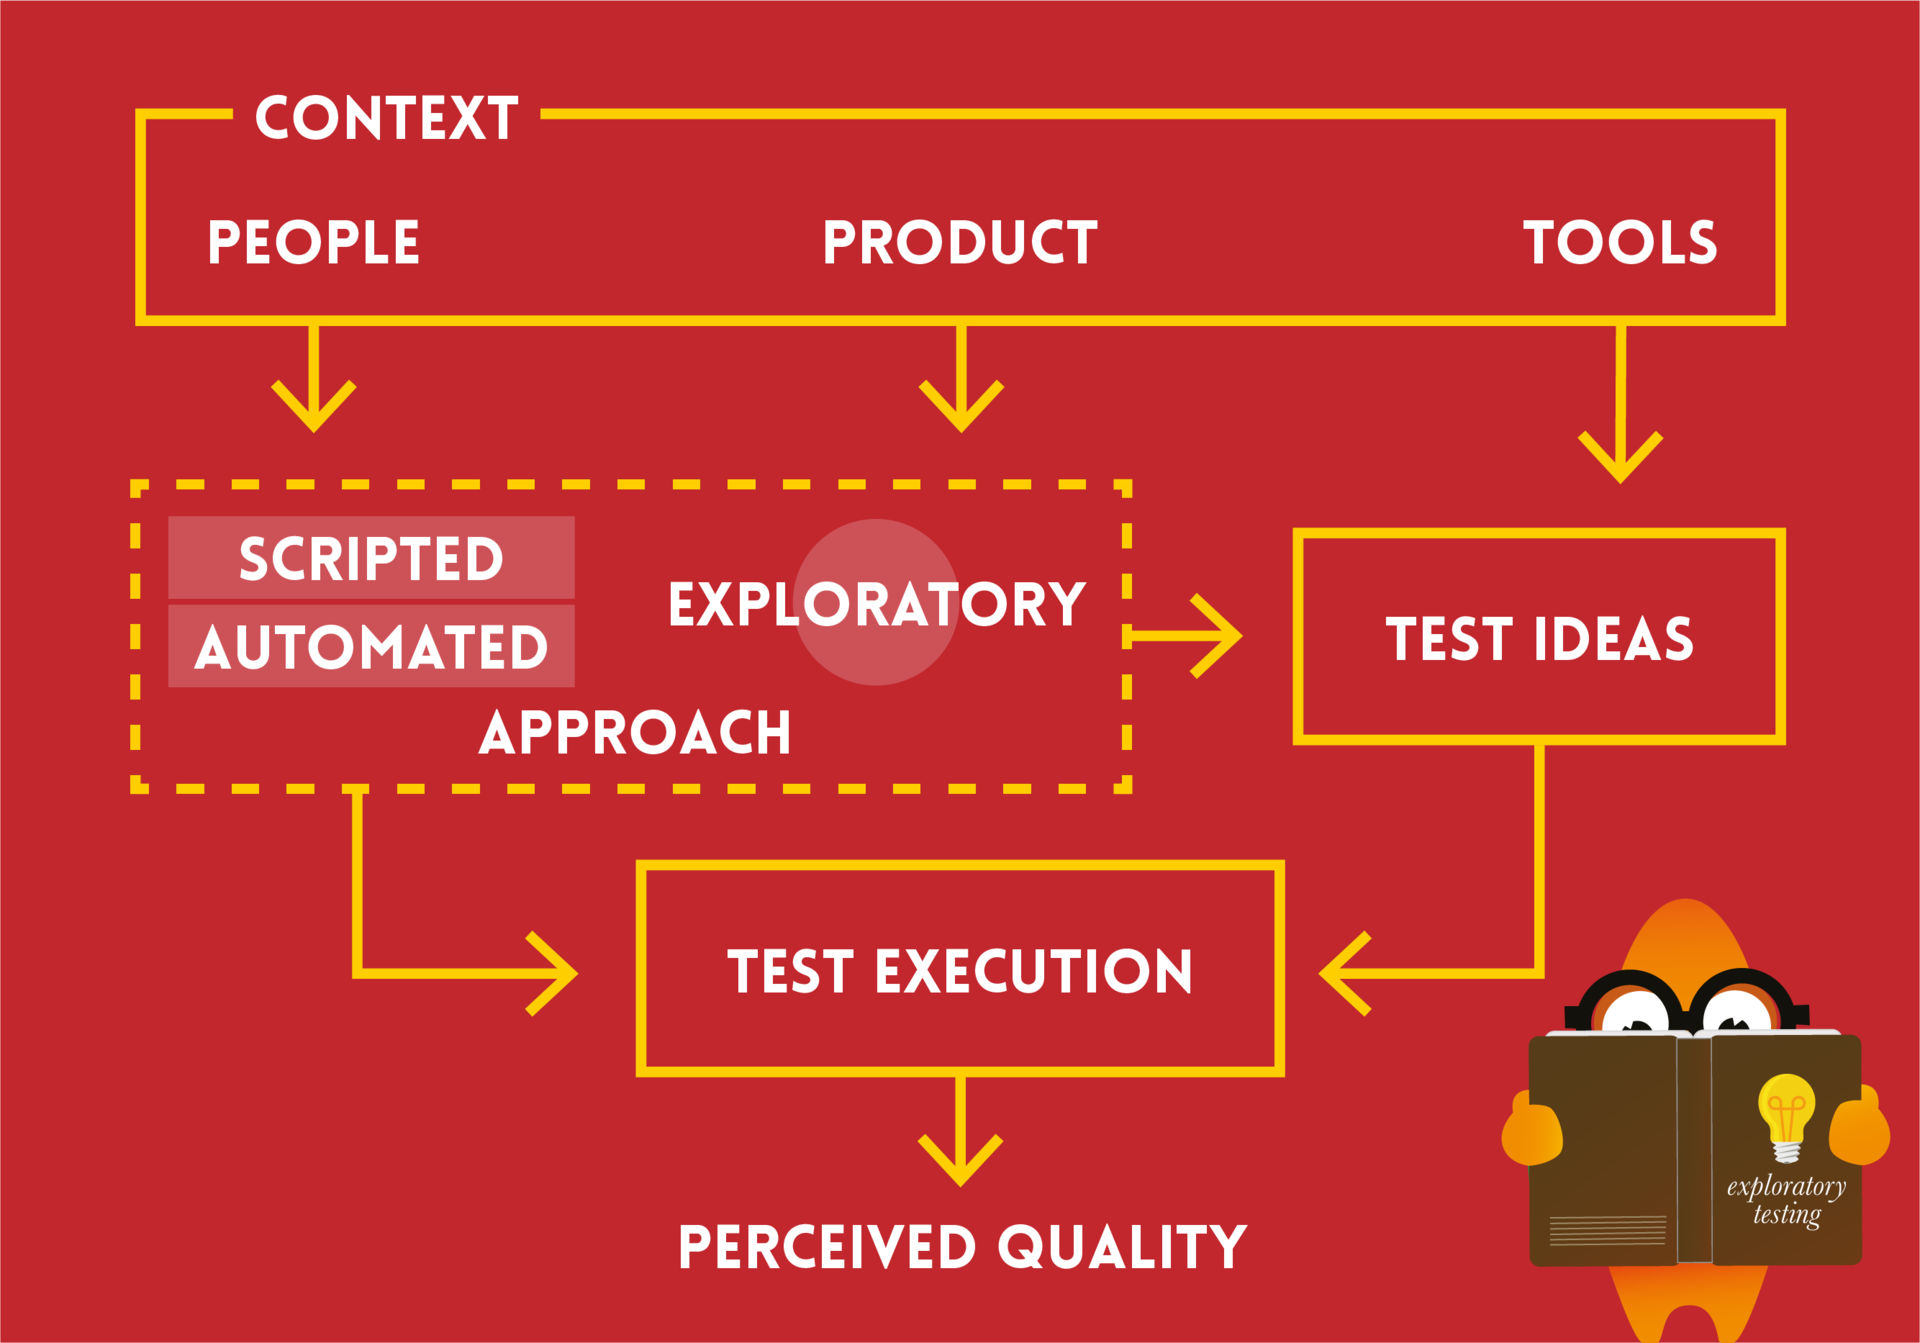 CONTEXT
PEOPLE
PRODUCT
TOOLS
SCRIPTED
AUTOMATED
EXPLORATORY
APPROACH
TEST IDEAS
TEST EXECUTION
PERCEIVED QUALITY
exploratory
testing